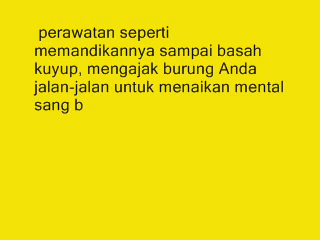 perawatan seperti
memandikannya sampai basah
kuyup, mengajak burung Anda
jalan-jalan untuk menaikan mental
sang b